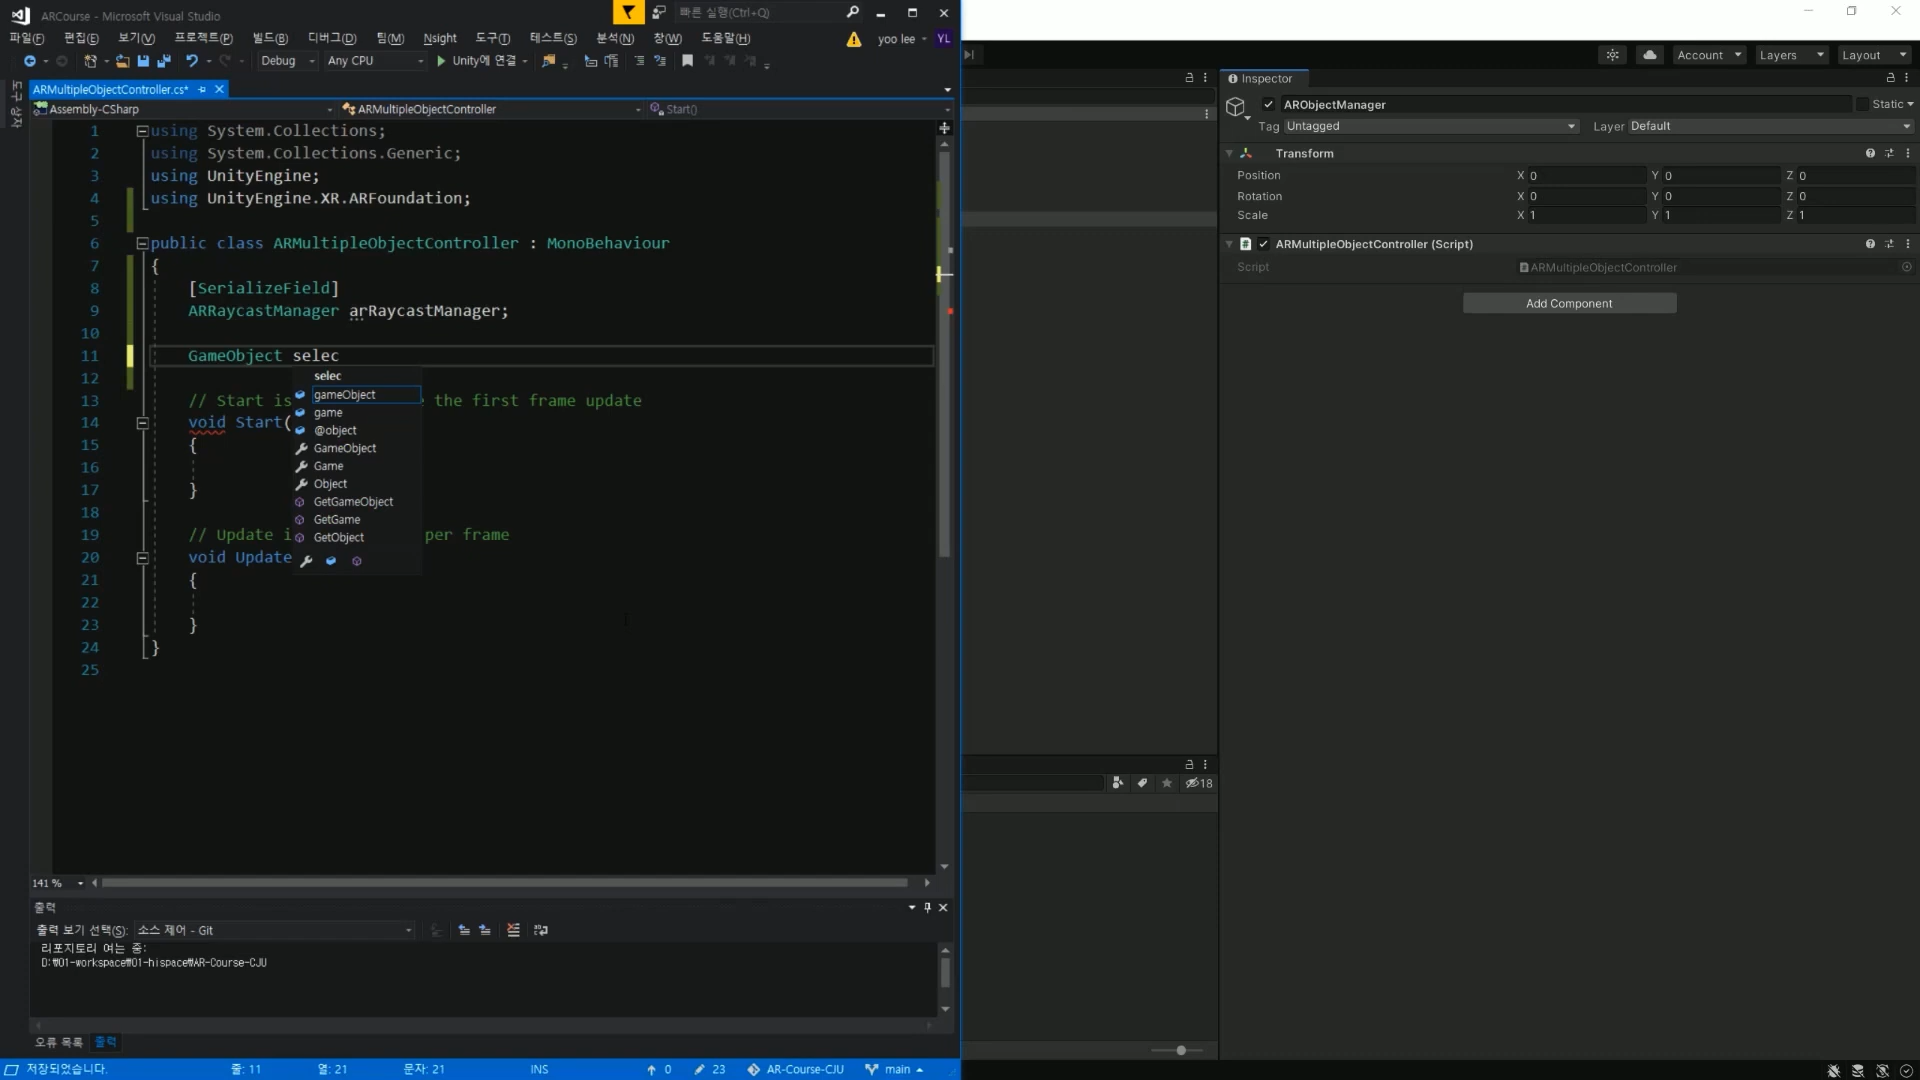 ARCourse - Microsoft Visual Studio
빠른 실행(Ctrl+Q)
파일(F) 편집(E) 보기(V) 프로젝트(P) 빌드(B) 디버그(D) 팀(M) Nsight 도구(T) 테스트(S) 분석(N) 창(W) 도움말(H)
yoo lee YL
Debug Any CPU Unity에 연결
ARMultipleObjectController.cs*
Assembly-CSharp ARMultipleObjectController Start()
1 using System.Collections;
2 using System.Collections.Generic;
3 using UnityEngine;
4 using UnityEngine.XR.ARFoundation;
5
6 public class ARMultipleObjectController : MonoBehaviour
7 {
8 [SerializeField]
9 ARRaycastManager arRaycastManager;
10
11 GameObject selec
12
13 // Start is the first frame update
14 void Start(
15 {
16
17 }
18
19 // Update i per frame
20 void Update
21 {
22
23 }
24 }
25
selec
gameObject
game
@object
GameObject
Game
Object
GetGameObject
GetGame
GetObject
141 %
출력
출력 보기 선택(S): 소스 제어 - Git
리포지토리 여는 중:
D:₩01-workspace₩01-hispace₩AR-Course-CJU
오류 목록 출력
저장되었습니다. 줄: 11 열: 21 문자: 21 INS 0 23 AR-Course-CJU main
Account Layers Layout
Inspector
ARObjectManager Static
Tag Untagged Layer Default
Transform
Position X 0 Y 0 Z 0
Rotation X 0 Y 0 Z 0
Scale X 1 Y 1 Z 1
ARMultipleObjectController (Script)
Script ARMultipleObjectController
Add Component
18